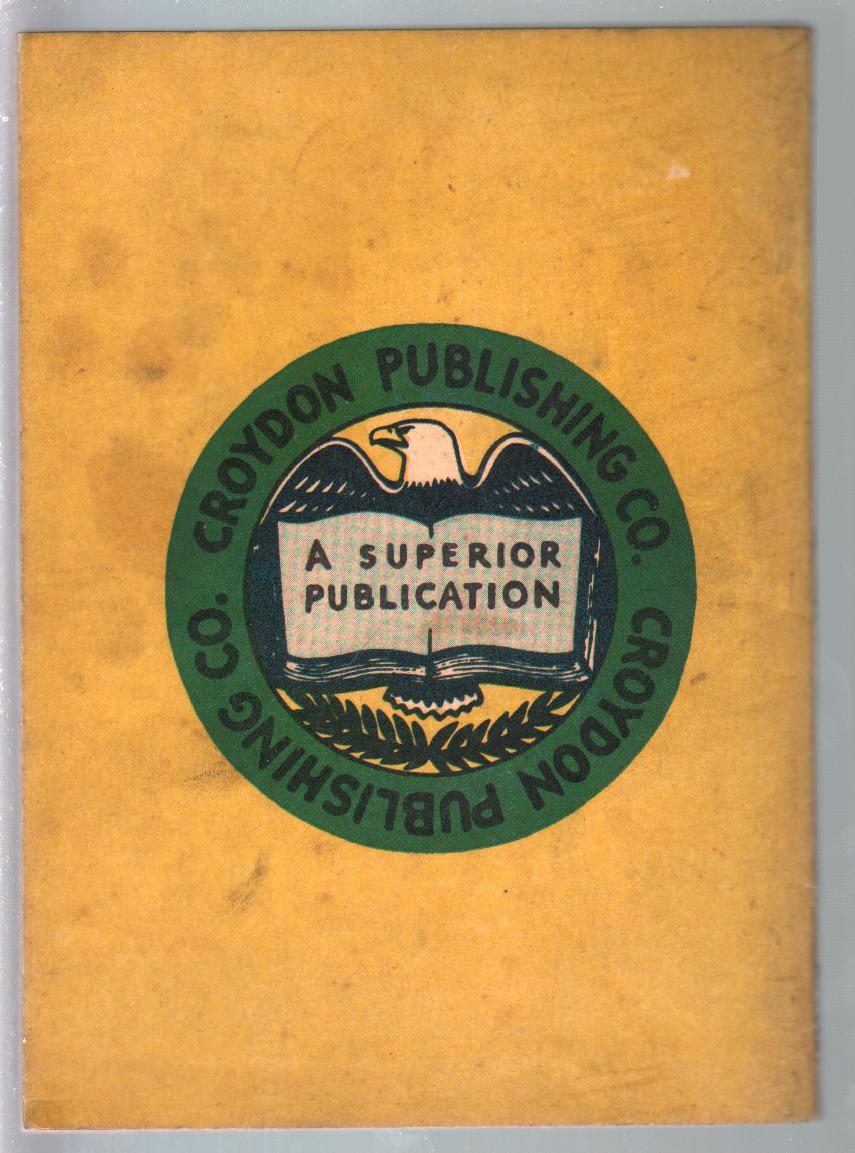 CROYDON PUBLISHING CO.
CROYDON PUBLISHING CO.
A SUPERIOR
PUBLICATION